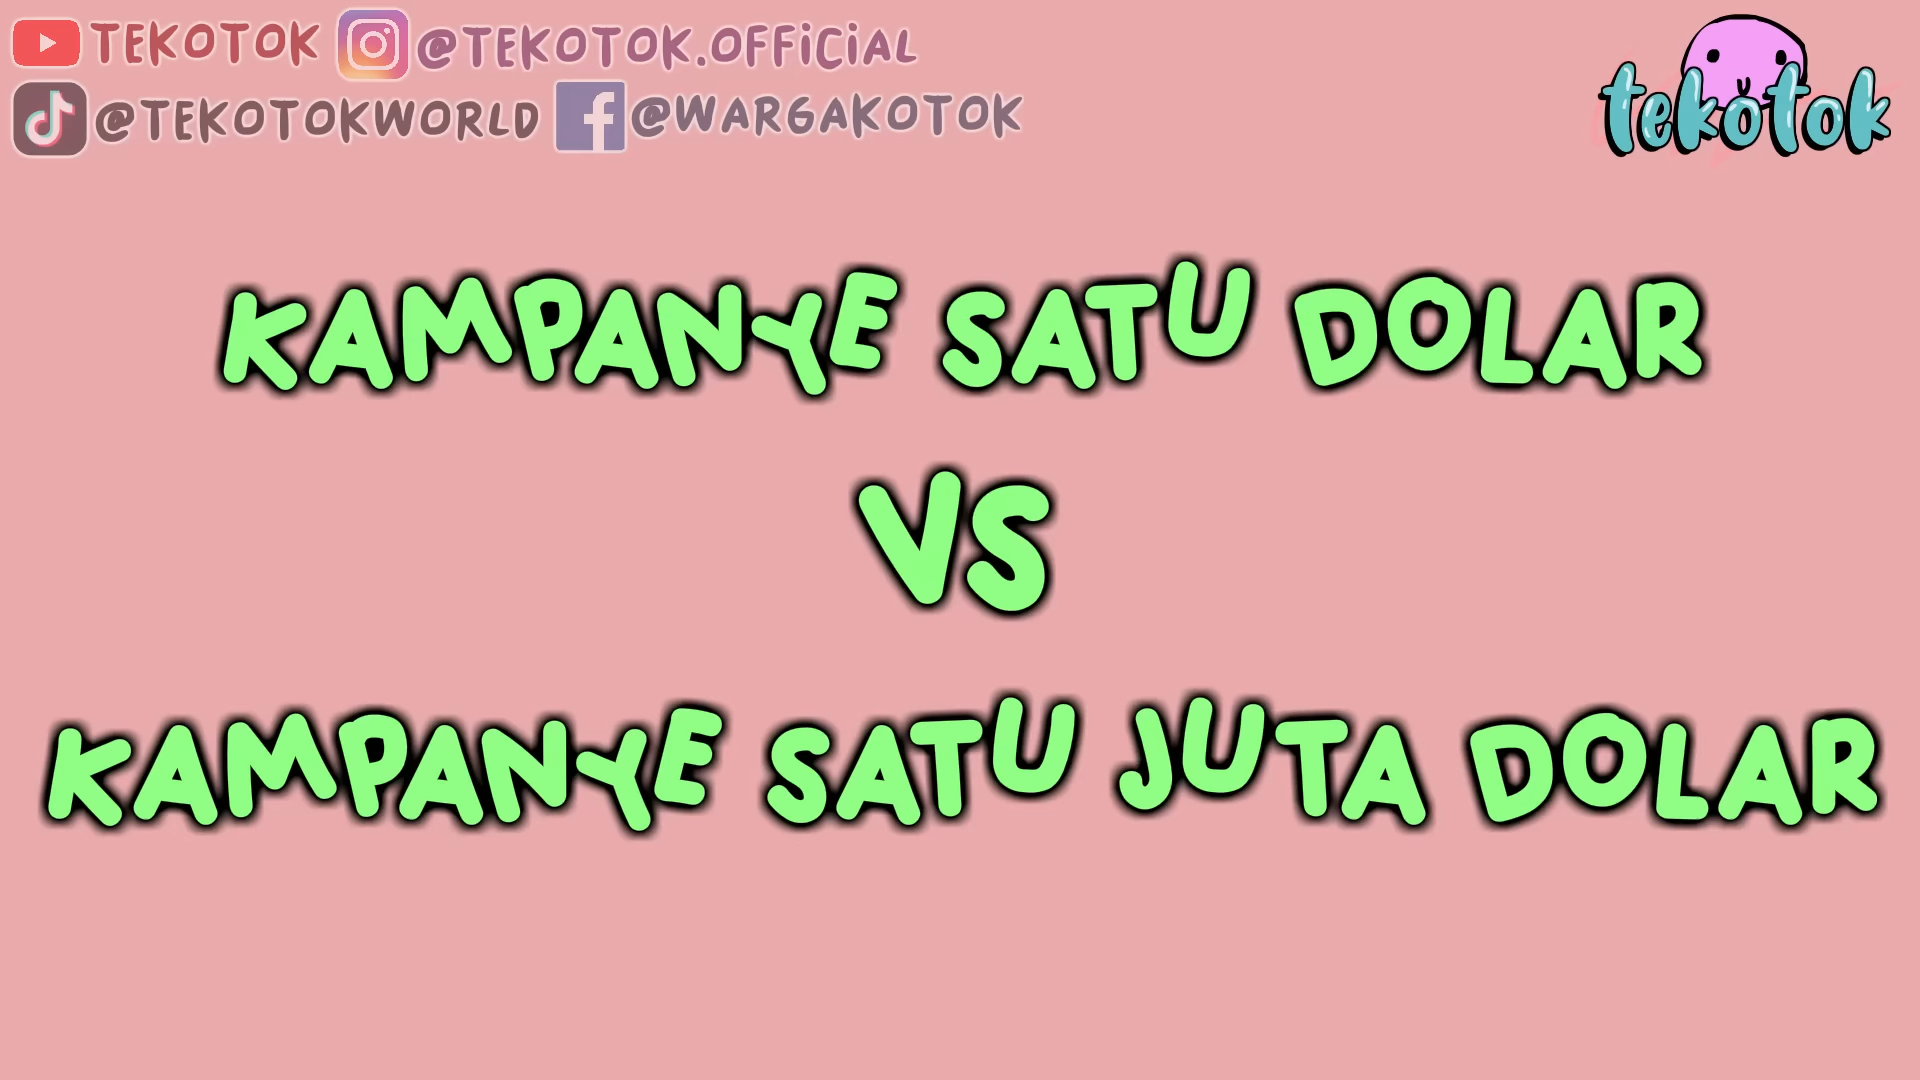 TEKOTOK @TEKOTOK.OFFiCiAL
@TEKOTOKWORLD @WARGAKOTOK
tekotok
KAMPANYE SATU DOLAR
VS
KAMPANYE SATU JUTA DOLAR